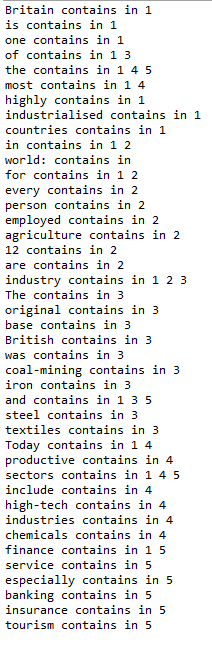 Britain contains in 1
is contains in 1
one contains in 1
of contains in 1 3
the contains in 1 4 5
most contains in 1 4
highly contains in 1
industrialised contains in 1
countries contains in 1
in contains in 1 2
world: contains in
for contains in 1 2
every contains in 2
person contains in 2
employed contains in 2
agriculture contains in 2
12 contains in 2
are contains in 2
industry contains in 1 2 3
The contains in 3
original contains in 3
base contains in 3
British contains in 3
was contains in 3
coal-mining contains in 3
iron contains in 3
and contains in 1 3 5
steel contains in 3
textiles contains in 3
Today contains in 1 4
productive contains in 4
sectors contains in 1 4 5
include contains in 4
high-tech contains in 4
industries contains in 4
chemicals contains in 4
finance contains in 1 5
service contains in 5
especially contains in 5
banking contains in 5
insurance contains in 5
tourism contains in 5